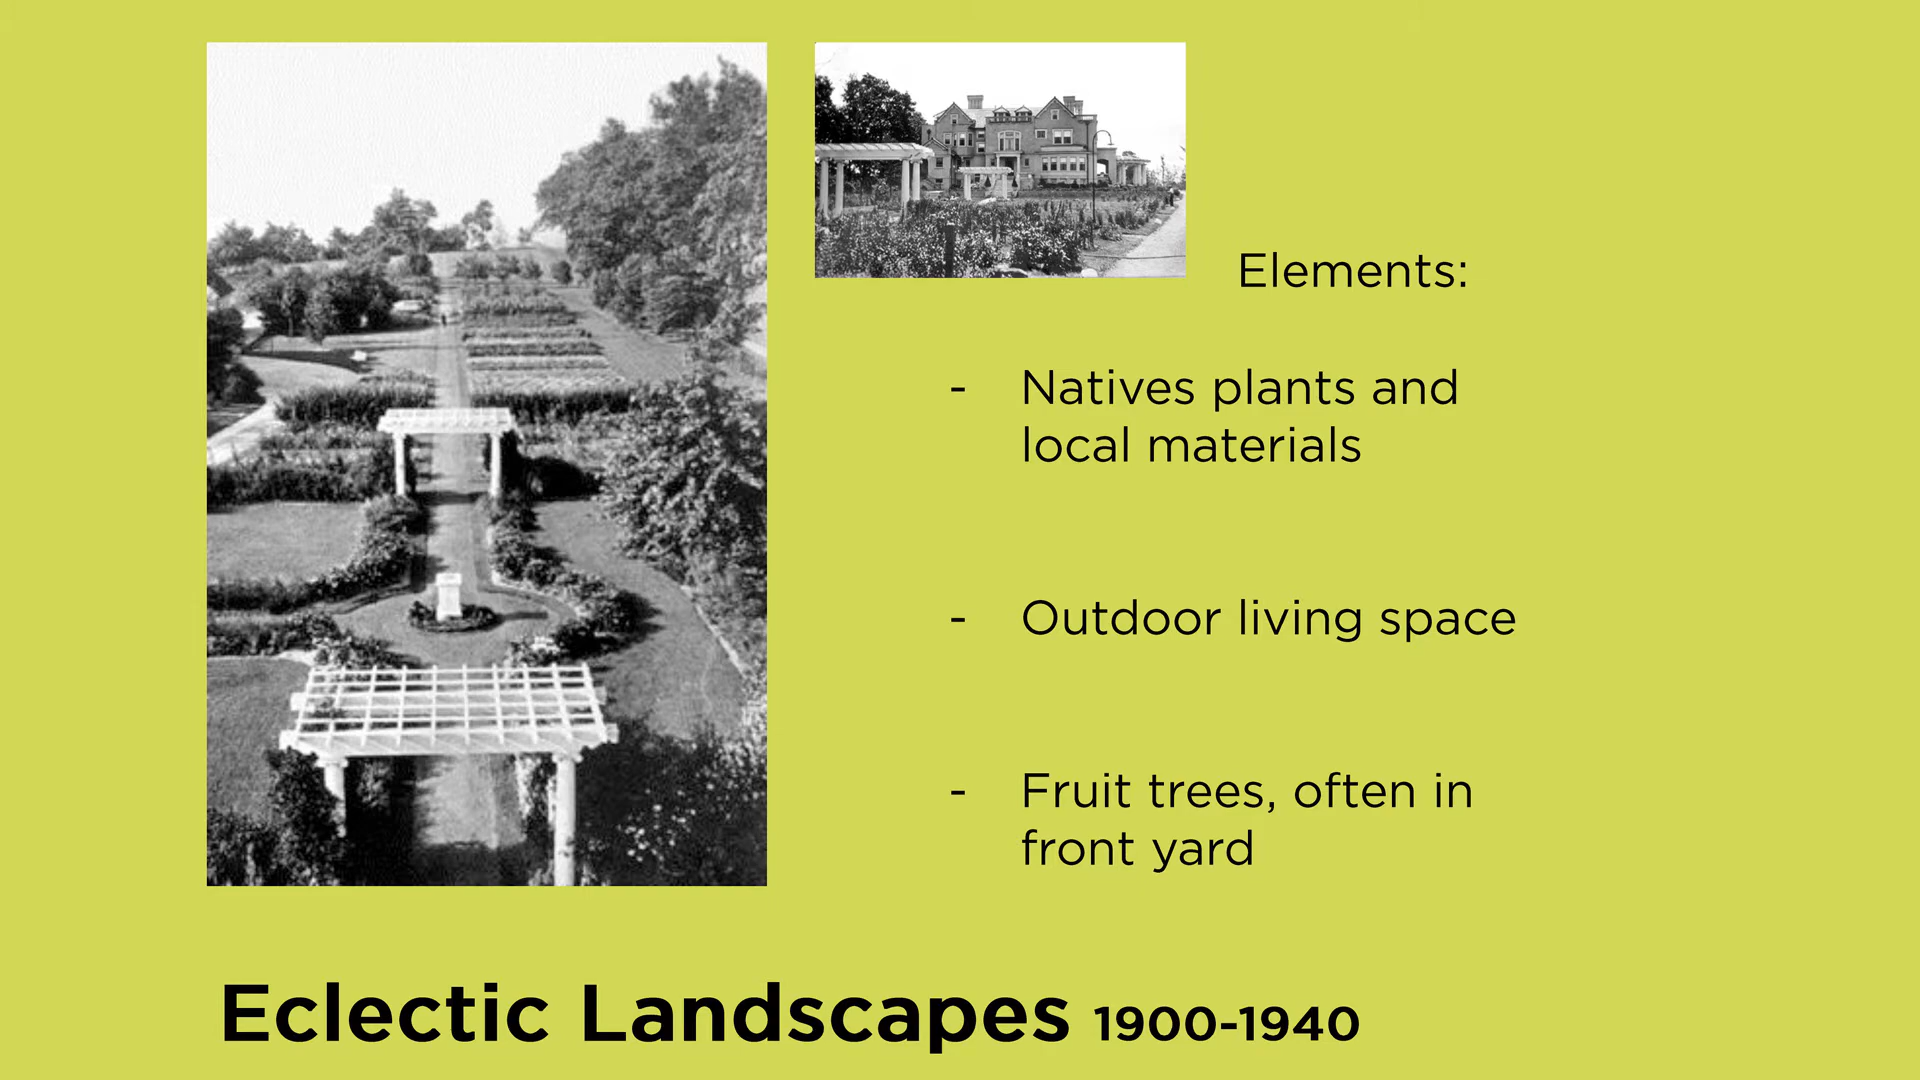 Elements:
- Natives plants and
local materials
- Outdoor living space
- Fruit trees, often in
front yard
Eclectic Landscapes 1900-1940